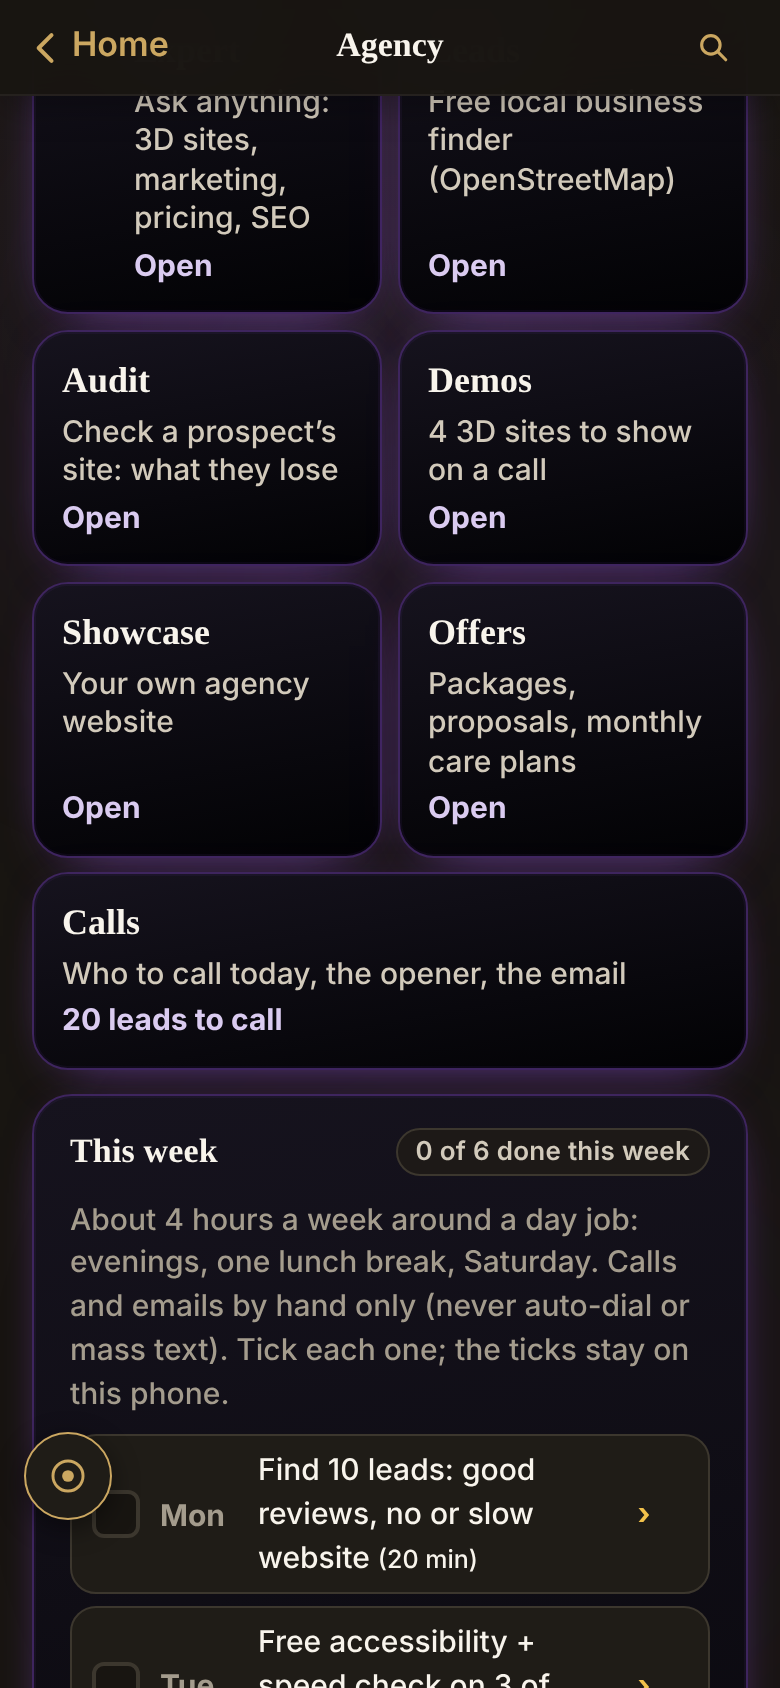 Home
Agency
Ask anything:
3D sites,
marketing,
pricing, SEO
Open
Free local business
finder
(OpenStreetMap)
Open
Audit
Check a prospect’s
site: what they lose
Open
Demos
4 3D sites to show
on a call
Open
Showcase
Your own agency
website
Open
Offers
Packages,
proposals, monthly
care plans
Open
Calls
Who to call today, the opener, the email
20 leads to call
This week
0 of 6 done this week
About 4 hours a week around a day job:
evenings, one lunch break, Saturday. Calls
and emails by hand only (never auto-dial or
mass text). Tick each one; the ticks stay on
this phone.
Mon
Find 10 leads: good
reviews, no or slow
website (20 min)
Tue
Free accessibility +
speed check on 3 of